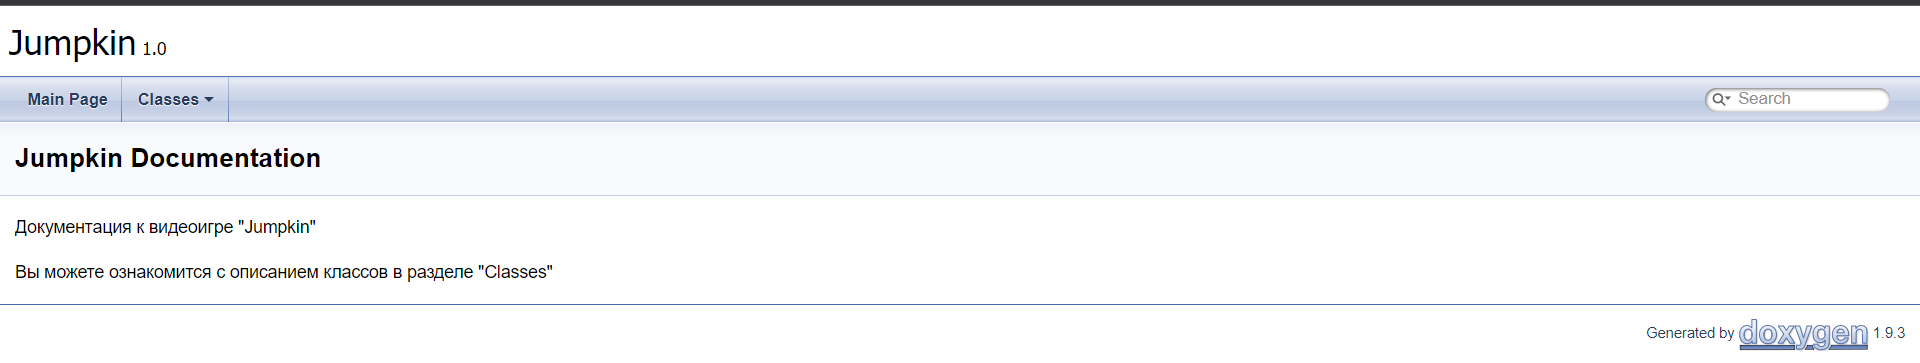 Jumpkin 1.0
Main Page Classes Search
Jumpkin Documentation
Документация к видеоигре "Jumpkin"
Вы можете ознакомится с описанием классов в разделе "Classes"
Generated by doxygen 1.9.3